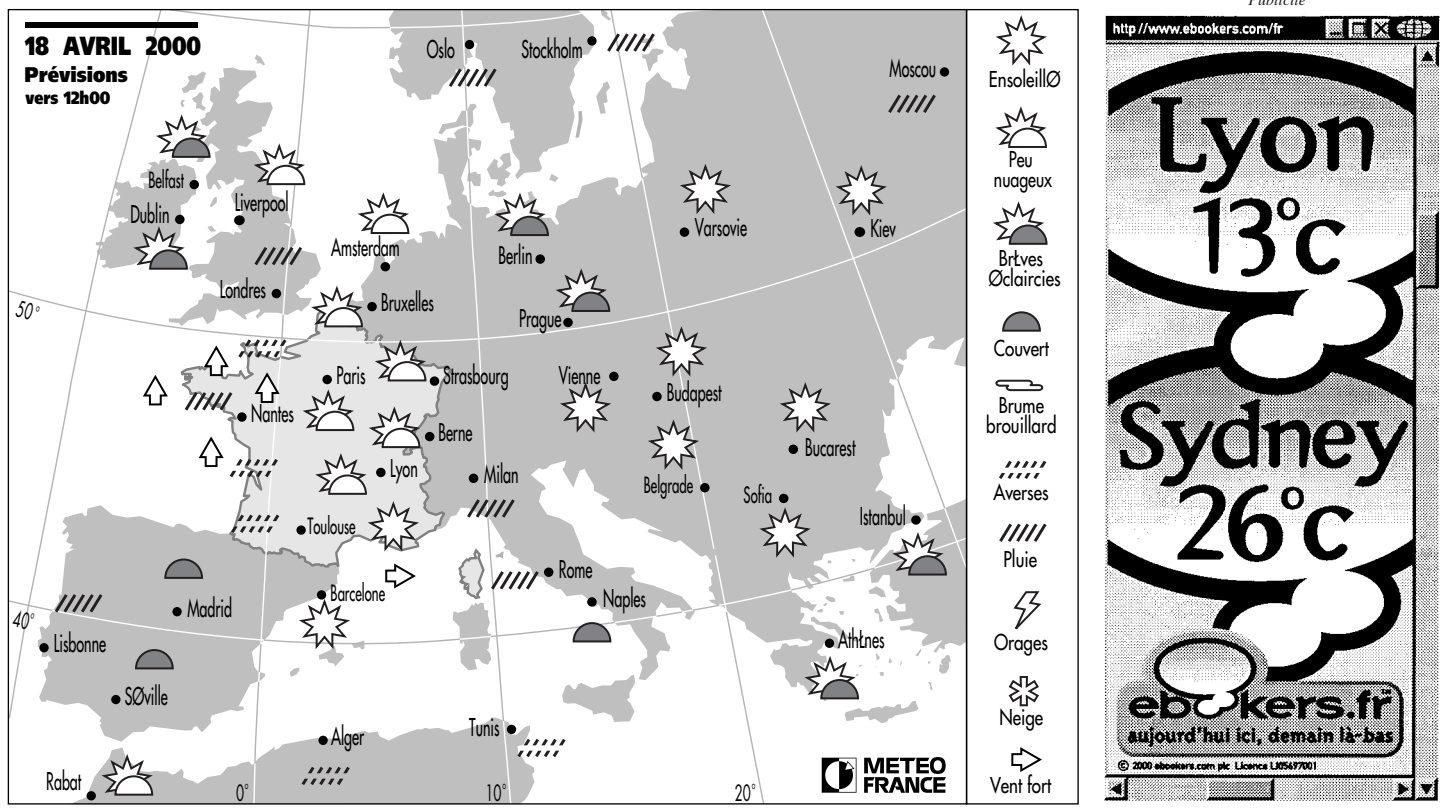 Publicité
18 AVRIL 2000
Prévisions
vers 12h00
Oslo
Stockholm
Moscou
Belfast
Dublin
Liverpool
Amsterdam
Berlin
Varsovie
Kiev
Londres
Bruxelles
Prague
50°
Paris
Strasbourg
Vienne
Budapest
Nantes
Berne
Bucarest
Lyon
Milan
Belgrade
Sofia
Istanbul
Toulouse
Barcelone
Rome
Naples
Madrid
40°
Lisbonne
AthŁnes
SØville
Alger
Tunis
Rabat
0°
10°
20°
METEO
FRANCE
EnsoleillØ
Peu
nuageux
BrŁves
Øclaircies
Couvert
Brume
brouillard
Averses
Pluie
Orages
Neige
Vent fort
http://www.ebookers.com/fr
Lyon
13°c
Sydney
26°c
ebookers.fr™
aujourd'hui ici, demain là-bas
© 2000 ebookers.com plc Licence LI05697001